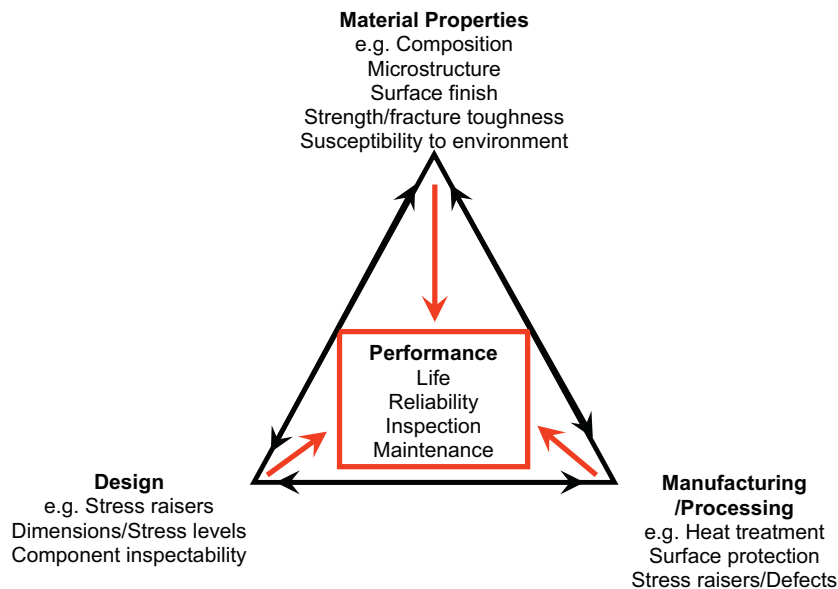 Material Properties
e.g. Composition
Microstructure
Surface finish
Strength/fracture toughness
Susceptibility to environment
Performance
Life
Reliability
Inspection
Maintenance
Design
e.g. Stress raisers
Dimensions/Stress levels
Component inspectability
Manufacturing
/Processing
e.g. Heat treatment
Surface protection
Stress raisers/Defects